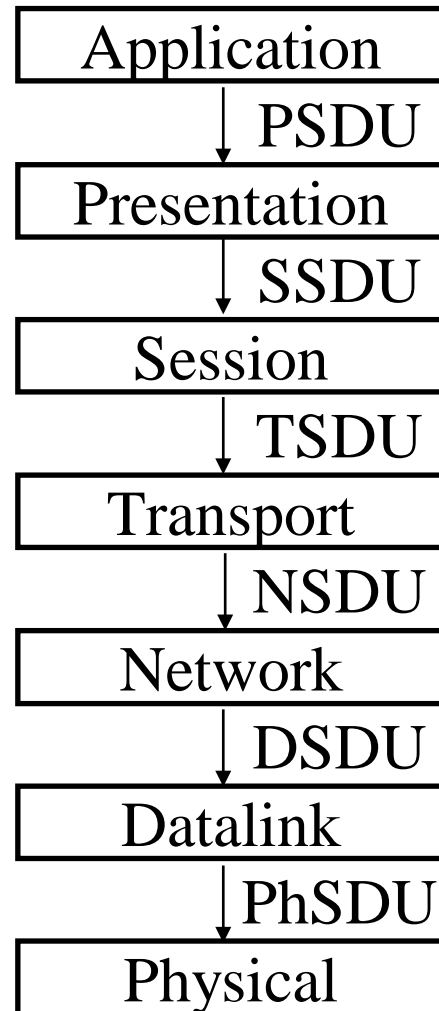 Application
PSDU
Presentation
SSDU
Session
TSDU
Transport
NSDU
Network
DSDU
Datalink
PhSDU
Physical